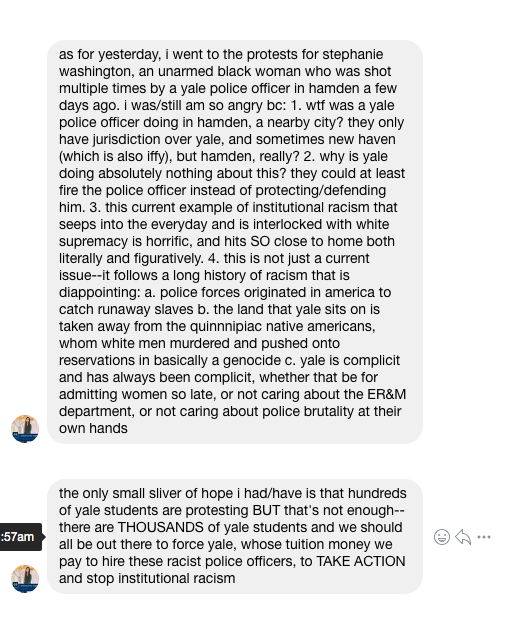 as for yesterday, i went to the protests for stephanie
washington, an unarmed black woman who was shot
multiple times by a yale police officer in hamden a few
days ago. i was/still am so angry bc: 1. wtf was a yale
police officer doing in hamden, a nearby city? they only
have jurisdiction over yale, and sometimes new haven
(which is also iffy), but hamden, really? 2. why is yale
doing absolutely nothing about this? they could at least
fire the police officer instead of protecting/defending
him. 3. this current example of institutional racism that
seeps into the everyday and is interlocked with white
supremacy is horrific, and hits SO close to home both
literally and figuratively. 4. this is not just a current
issue--it follows a long history of racism that is
diappointing: a. police forces originated in america to
catch runaway slaves b. the land that yale sits on is
taken away from the quinnnipiac native americans,
whom white men murdered and pushed onto
reservations in basically a genocide c. yale is complicit
and has always been complicit, whether that be for
admitting women so late, or not caring about the ER&M
department, or not caring about police brutality at their
own hands
the only small sliver of hope i had/have is that hundreds
of yale students are protesting BUT that's not enough--
there are THOUSANDS of yale students and we should
all be out there to force yale, whose tuition money we
pay to hire these racist police officers, to TAKE ACTION
and stop institutional racism
:57am